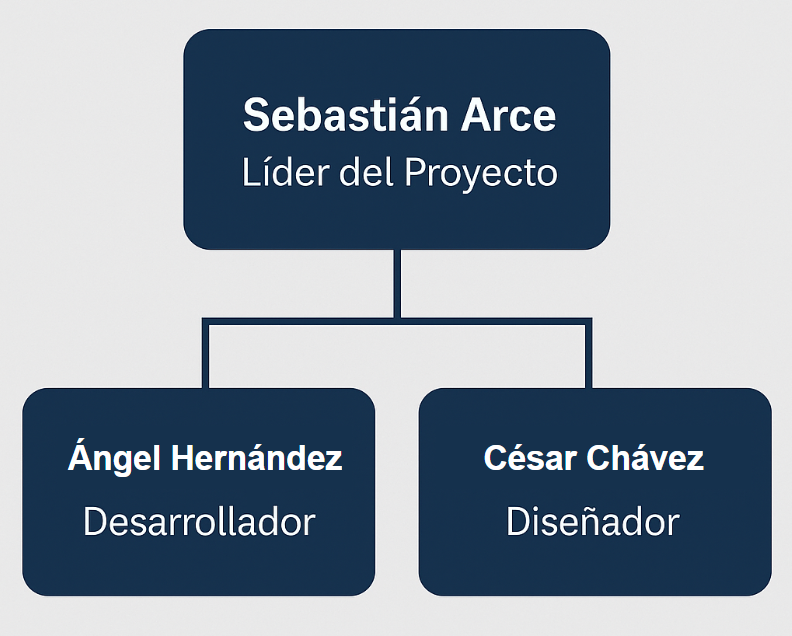 Sebastián Arce
Líder del Proyecto
Ángel Hernández
Desarrollador
César Chávez
Diseñador